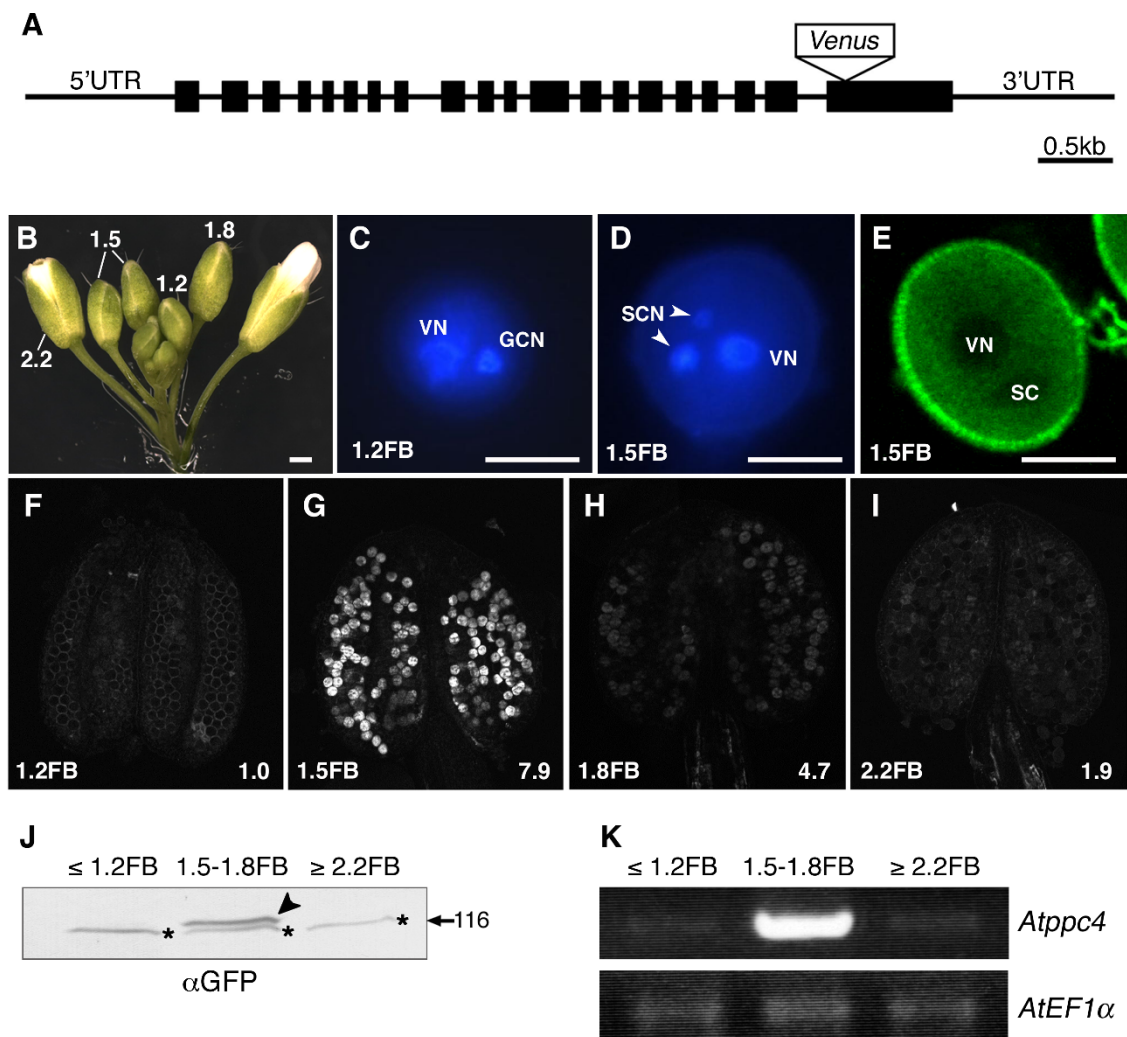 A
Venus
5'UTR
3'UTR
0.5kb
B
1.5
1.8
1.2
2.2
C
VN
GCN
1.2FB
D
SCN
VN
1.5FB
E
VN
SC
1.5FB
F
1.2FB
1.0
G
1.5FB
7.9
H
1.8FB
4.7
I
2.2FB
1.9
J
≤ 1.2FB 1.5-1.8FB ≥ 2.2FB
* * *
116
αGFP
K
≤ 1.2FB 1.5-1.8FB ≥ 2.2FB
Atppc4
AtEF1α